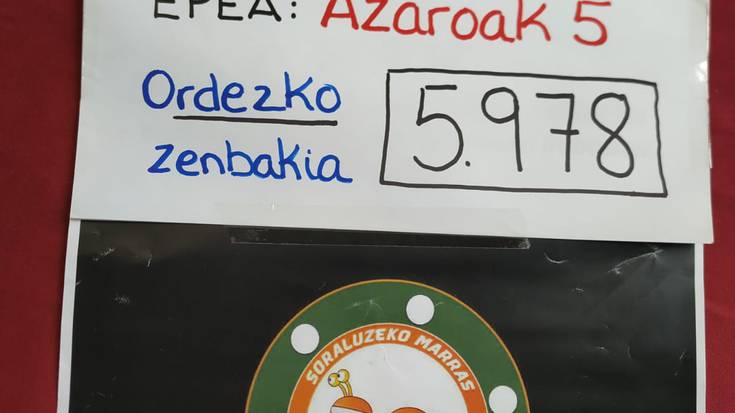 EPEA: Azaroak 5
Ordezko
zenbakia
5.978
SORALUZEKO MARRAS